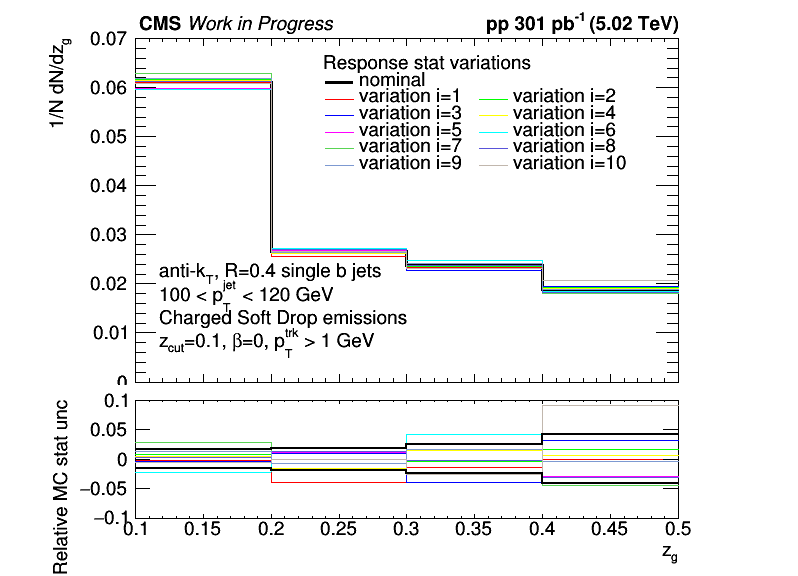 CMS Work in Progress
pp 301 pb⁻¹ (5.02 TeV)
1/N dN/dz_g
0.07
0.06
0.05
0.04
0.03
0.02
0.01
0
Response stat variations
nominal
variation i=1 variation i=2
variation i=3 variation i=4
variation i=5 variation i=6
variation i=7 variation i=8
variation i=9 variation i=10
anti-k_T, R=0.4 single b jets
100 < p_T^jet < 120 GeV
Charged Soft Drop emissions
z_cut=0.1, β=0, p_T^trk > 1 GeV
Relative MC stat unc
0.1
0.05
0
−0.05
−0.1
0.1 0.15 0.2 0.25 0.3 0.35 0.4 0.45 0.5
z_g